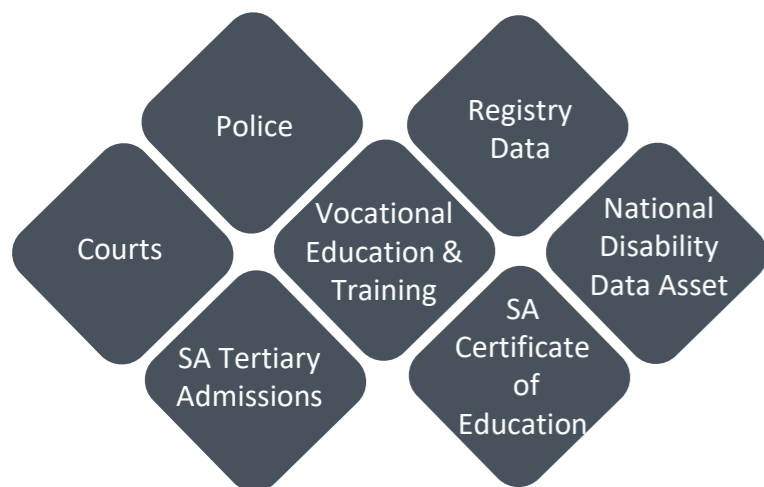 Police
Registry
Data
Courts
Vocational
Education &
Training
National
Disability
Data Asset
SA Tertiary
Admissions
SA
Certificate
of
Education